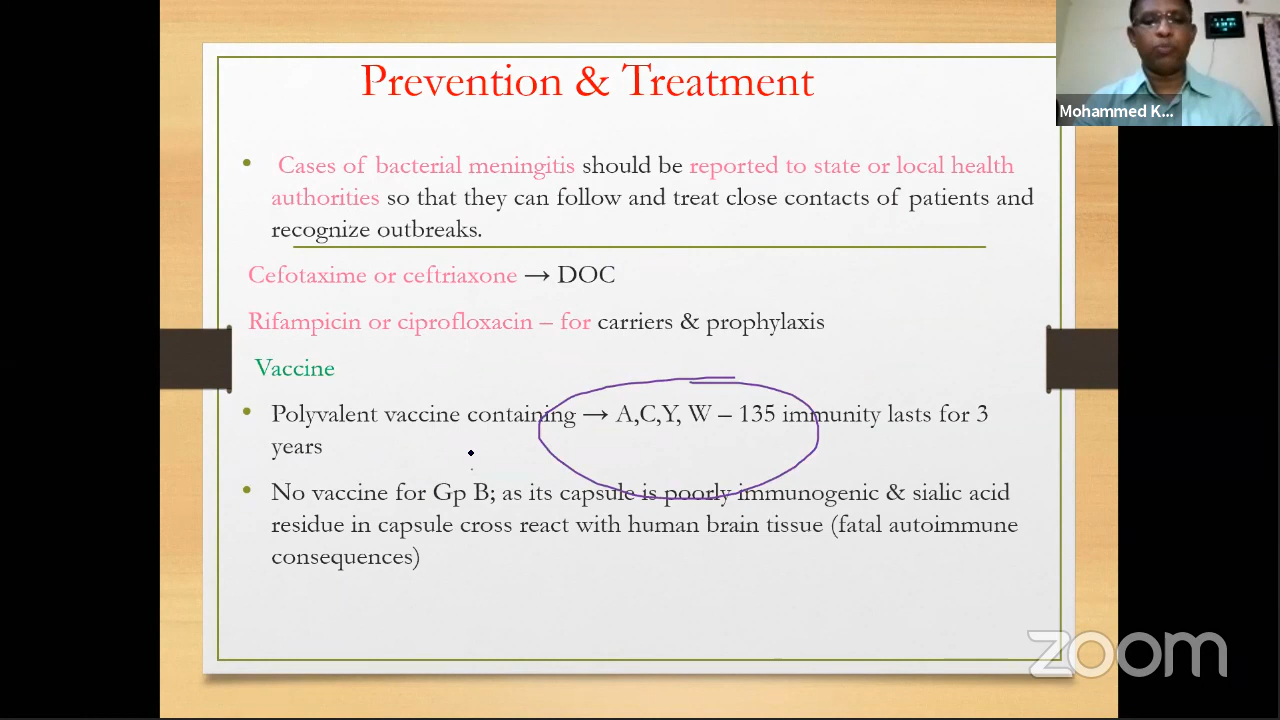 Prevention & Treatment
Mohammed K...
• Cases of bacterial meningitis should be reported to state or local health
authorities so that they can follow and treat close contacts of patients and
recognize outbreaks.
Cefotaxime or ceftriaxone → DOC
Rifampicin or ciprofloxacin – for carriers & prophylaxis
Vaccine
• Polyvalent vaccine containing → A,C,Y, W – 135 immunity lasts for 3
years
• No vaccine for Gp B; as its capsule is poorly immunogenic & sialic acid
residue in capsule cross react with human brain tissue (fatal autoimmune
consequences)
zoom